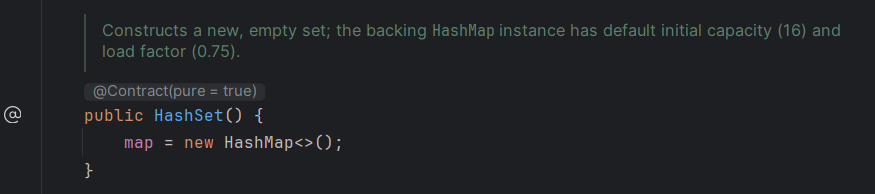 Constructs a new, empty set; the backing HashMap instance has default initial capacity (16) and
load factor (0.75).
@Contract(pure = true)
@ public HashSet() {
map = new HashMap<>();
}